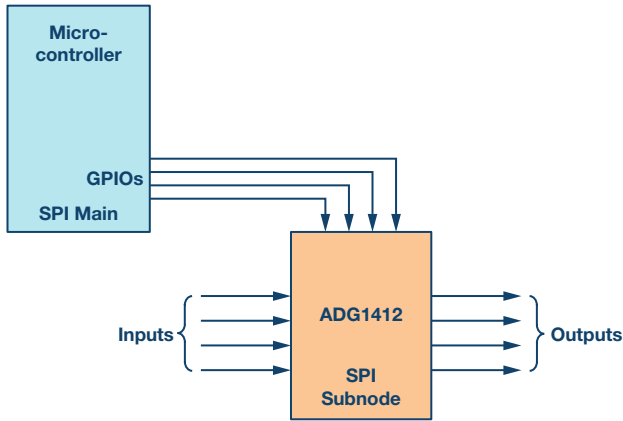 Micro-
controller
GPIOs
SPI Main
ADG1412
Inputs
Outputs
SPI
Subnode